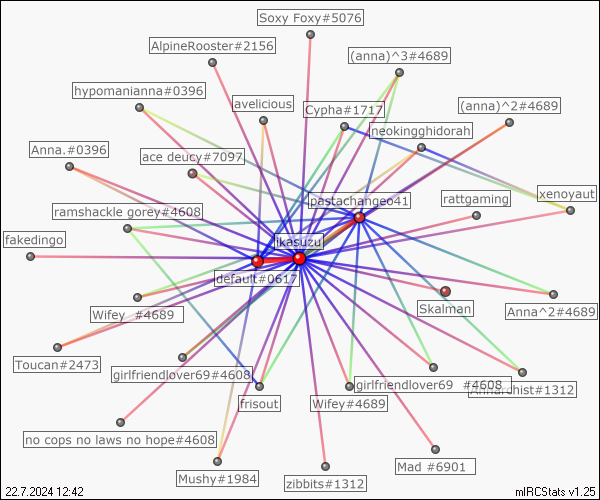 Soxy Foxy#5076
AlpineRooster#2156
(anna)^3#4689
hypomanianna#0396
avelicious
Cypha#1717
(anna)^2#4689
neokingghidorah
Anna.#0396
ace deucy#7097
pastachangeo41
rattgaming
xenoyaut
ramshackle gorey#4608
fakedingo
ikasuzu
default#0617
Skalman
Anna^2#4689
Wifey  #4689
Toucan#2473
girlfriendlover69#4608
girlfriendlover69  #4608
Annarchist#1312
frisout
Wifey#4689
no cops no laws no hope#4608
Mushy#1984
zibbits#1312
Mad #6901
22.7.2024 12:42
mIRCStats v1.25